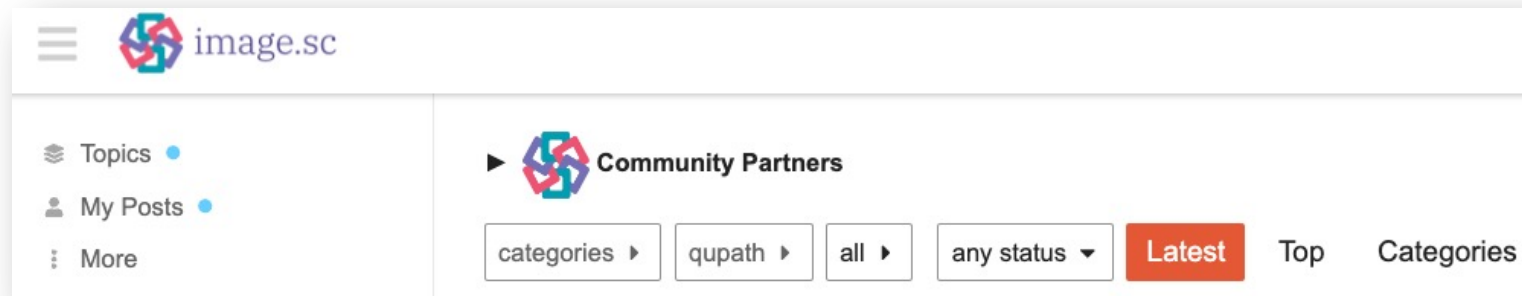 image.sc
Topics
My Posts
More
Community Partners
categories qupath all any status Latest Top Categories